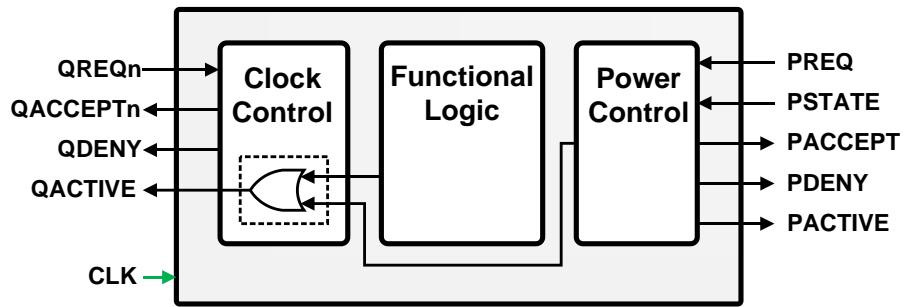 QREQn
QACCEPTn
QDENY
QACTIVE
CLK
Clock
Control
Functional
Logic
Power
Control
PREQ
PSTATE
PACCEPT
PDENY
PACTIVE